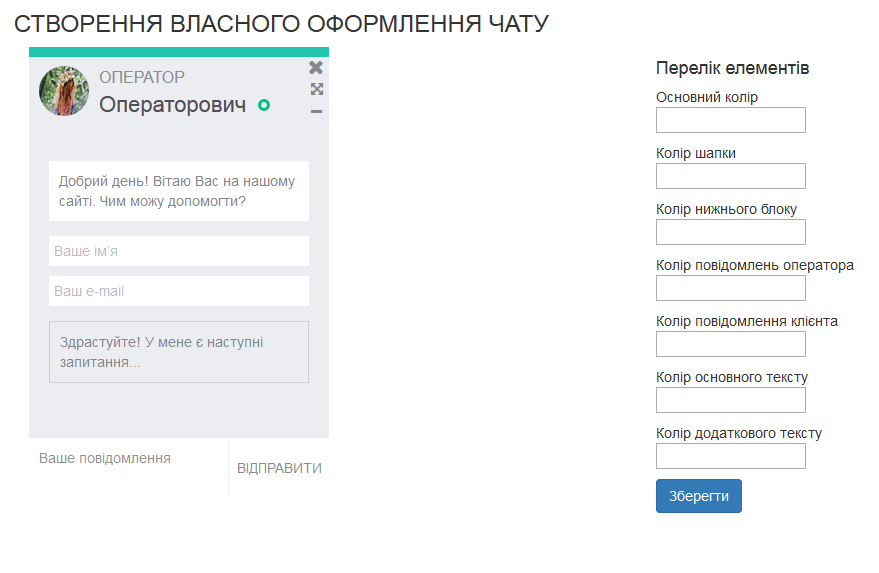 СТВОРЕННЯ ВЛАСНОГО ОФОРМЛЕННЯ ЧАТУ
ОПЕРАТОР
Операторович
Добрий день! Вітаю Вас на нашому
сайті. Чим можу допомогти?
Ваше ім'я
Ваш e-mail
Здрастуйте! У мене є наступні
запитання...
Ваше повідомлення
ВІДПРАВИТИ
Перелік елементів
Основний колір
Колір шапки
Колір нижнього блоку
Колір повідомлень оператора
Колір повідомлення клієнта
Колір основного тексту
Колір додаткового тексту
Зберегти